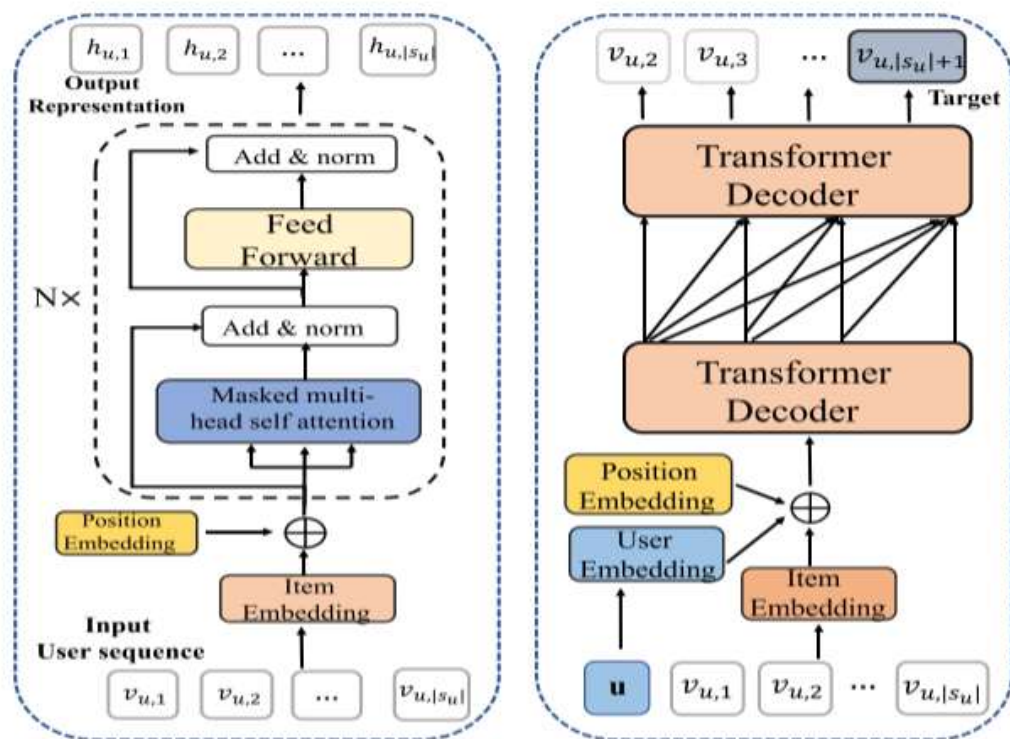 h_{u,1} h_{u,2} ... h_{u,|s_u|}
Output
Representation
Add & norm
Feed
Forward
N×
Add & norm
Masked multi-
head self attention
Position
Embedding
Item
Embedding
Input
User sequence
v_{u,1} v_{u,2} ... v_{u,|s_u|}
v_{u,2} v_{u,3} ... v_{u,|s_u|+1}
Target
Transformer
Decoder
Transformer
Decoder
Position
Embedding
User
Embedding
Item
Embedding
u v_{u,1} v_{u,2} ... v_{u,|s_u|}